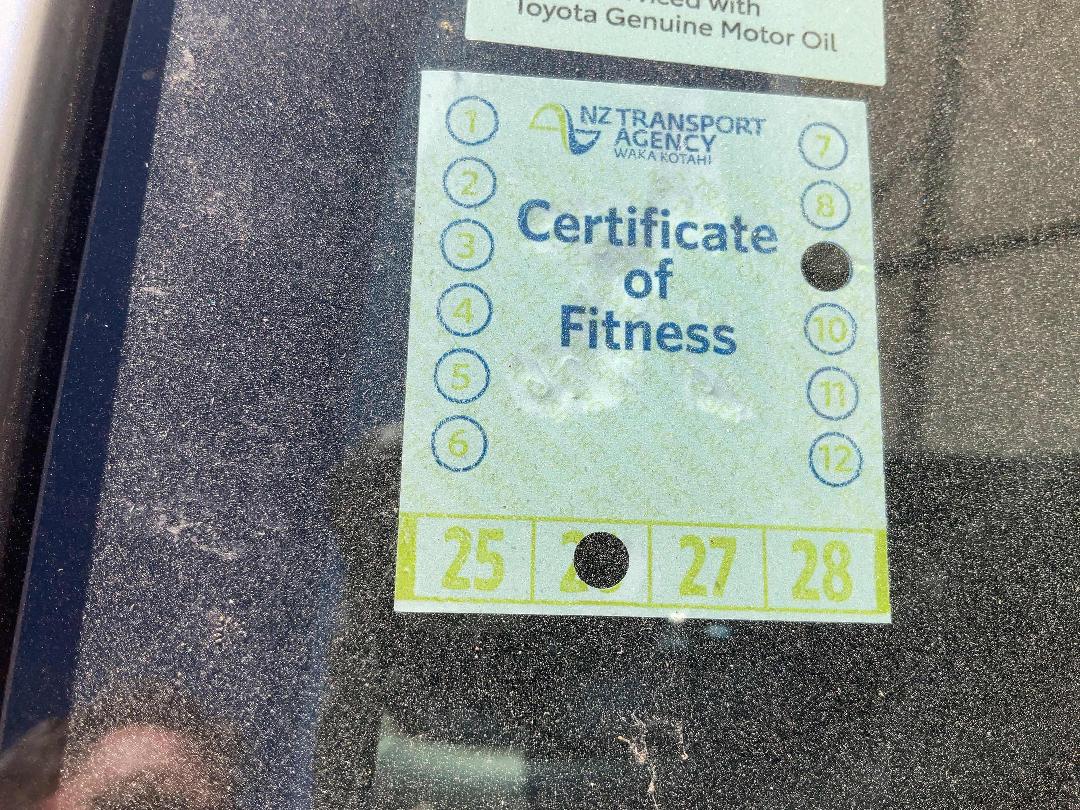 Toyota Genuine Motor Oil
NZ TRANSPORT
AGENCY
WAKA KOTAHI
Certificate
of
Fitness
1
2
3
4
5
6
7
8
10
11
12
25
27
28